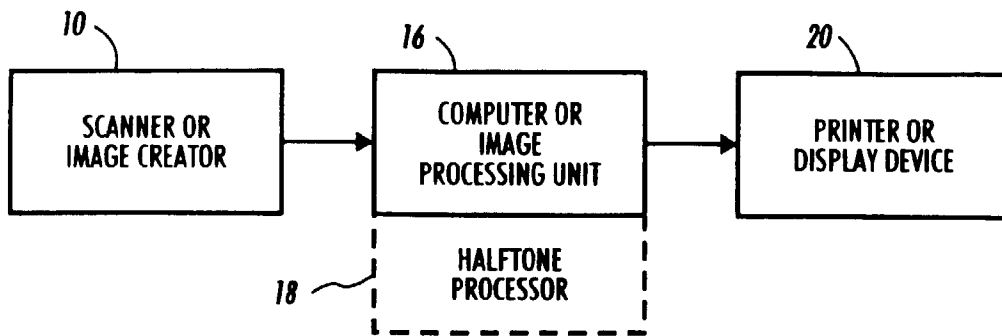 10
SCANNER OR
IMAGE CREATOR
16
COMPUTER OR
IMAGE
PROCESSING UNIT
20
PRINTER OR
DISPLAY DEVICE
18
HALFTONE
PROCESSOR